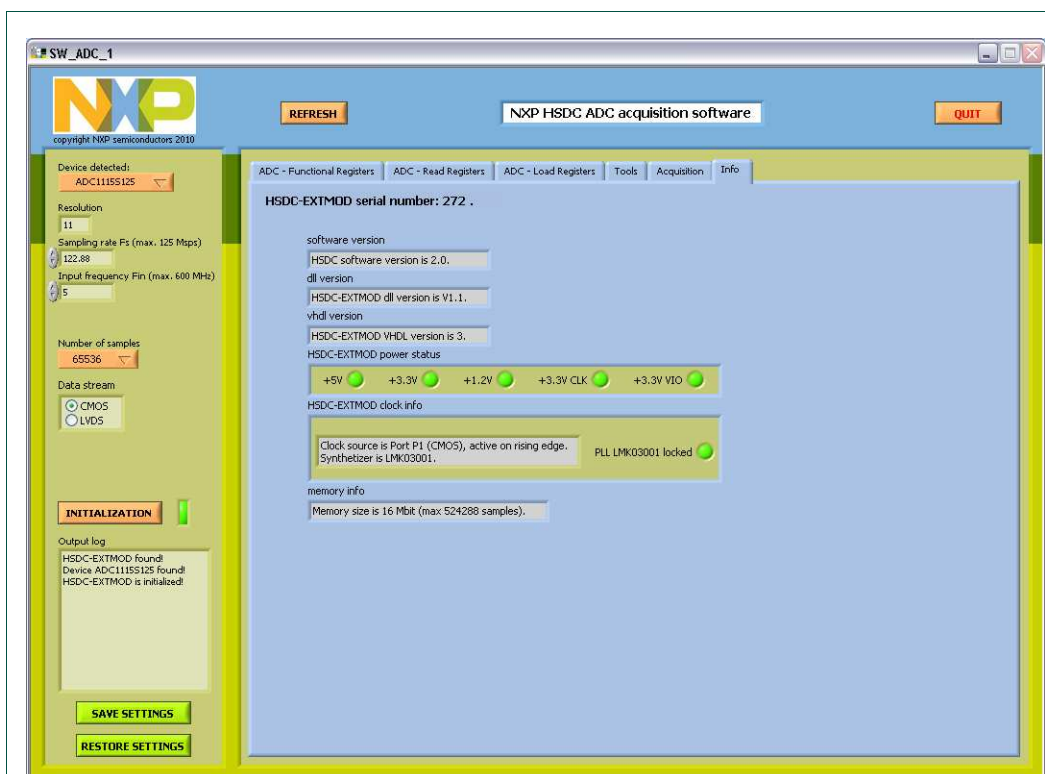 SW_ADC_1
NXP
copyright NXP semiconductors 2010
REFRESH
NXP HSDC ADC acquisition software
QUIT
Device detected:
ADC1115S125
Resolution
11
Sampling rate Fs (max. 125 Msps)
122.88
Input frequency Fin (max. 600 MHz)
5
Number of samples
65536
Data stream
CMOS
LVDS
INITIALIZATION
Output log
HSDC-EXTMOD found!
Device ADC1115S125 found!
HSDC-EXTMOD is initialized!
SAVE SETTINGS
RESTORE SETTINGS
ADC - Functional Registers ADC - Read Registers ADC - Load Registers Tools Acquisition Info
HSDC-EXTMOD serial number: 272 .
software version
HSDC software version is 2.0.
dll version
HSDC-EXTMOD dll version is V1.1.
vhdl version
HSDC-EXTMOD VHDL version is 3.
HSDC-EXTMOD power status
+5V +3.3V +1.2V +3.3V CLK +3.3V VIO
HSDC-EXTMOD clock info
Clock source is Port P1 (CMOS), active on rising edge.
Synthetizer is LMK03001.
PLL LMK03001 locked
memory info
Memory size is 16 Mbit (max 524288 samples).